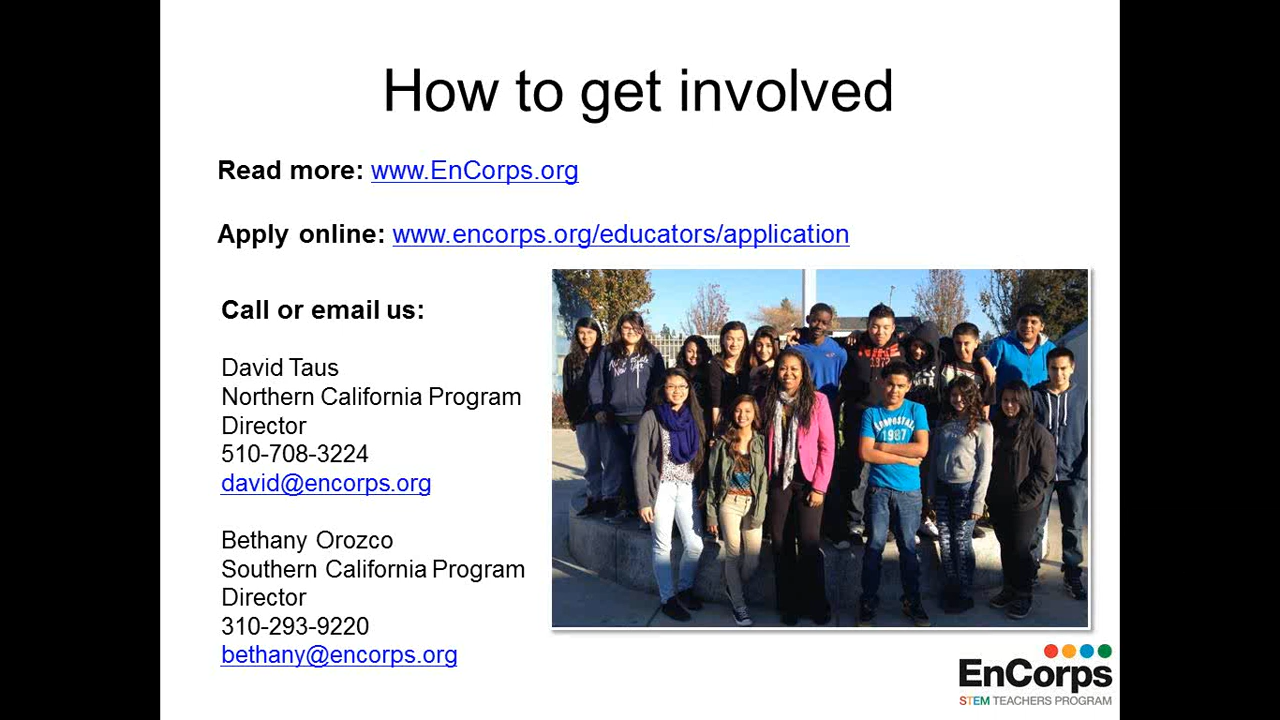 How to get involved
Read more: www.EnCorps.org
Apply online: www.encorps.org/educators/application
Call or email us:
David Taus
Northern California Program
Director
510-708-3224
david@encorps.org
Bethany Orozco
Southern California Program
Director
310-293-9220
bethany@encorps.org
1987
EnCorps
STEM TEACHERS PROGRAM